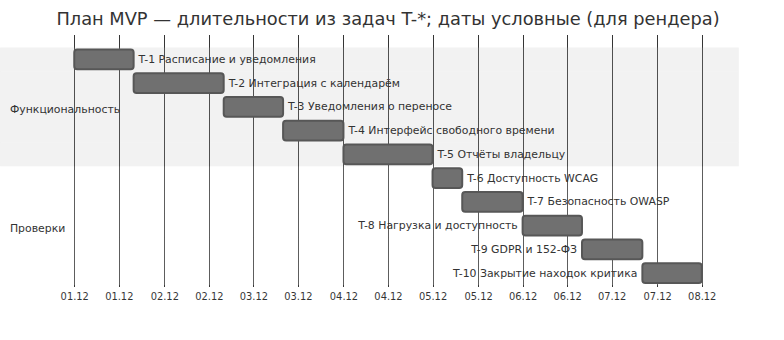 План MVP — длительности из задач T-*; даты условные (для рендера)
T-1 Расписание и уведомления
T-2 Интеграция с календарём
Функциональность
T-3 Уведомления о переносе
T-4 Интерфейс свободного времени
T-5 Отчёты владельцу
T-6 Доступность WCAG
T-7 Безопасность OWASP
Проверки
T-8 Нагрузка и доступность
T-9 GDPR и 152-ФЗ
T-10 Закрытие находок критика
01.12 01.12 02.12 02.12 03.12 03.12 04.12 04.12 05.12 05.12 06.12 06.12 07.12 07.12 08.12